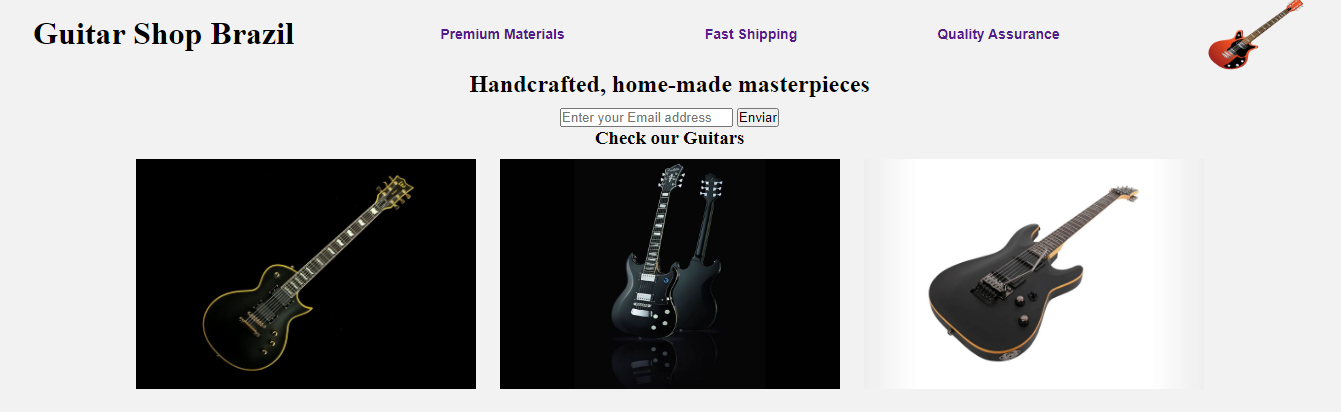 Guitar Shop Brazil
Premium Materials
Fast Shipping
Quality Assurance
Handcrafted, home-made masterpieces
Enter your Email address Enviar
Check our Guitars